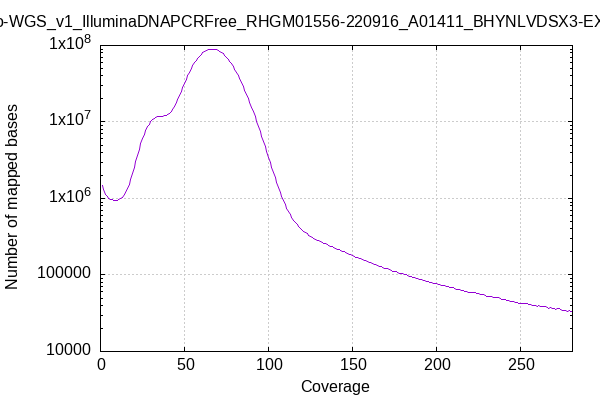 o-WGS_v1_IlluminaDNAPCRFree_RHGM01556-220916_A01411_BHYNLVDSX3-EX
1x10^8
1x10^7
1x10^6
100000
10000
Number of mapped bases
0 50 100 150 200 250
Coverage